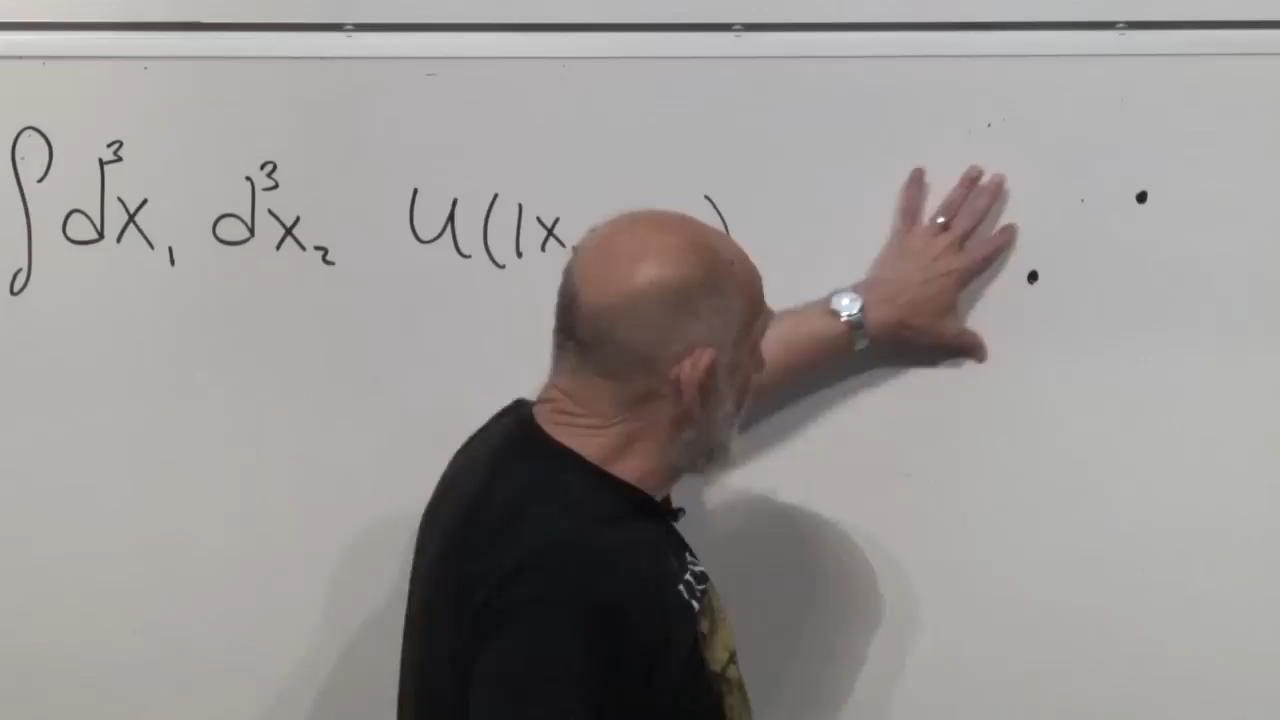 ∫ d³x₁ d³x₂ U(|x )